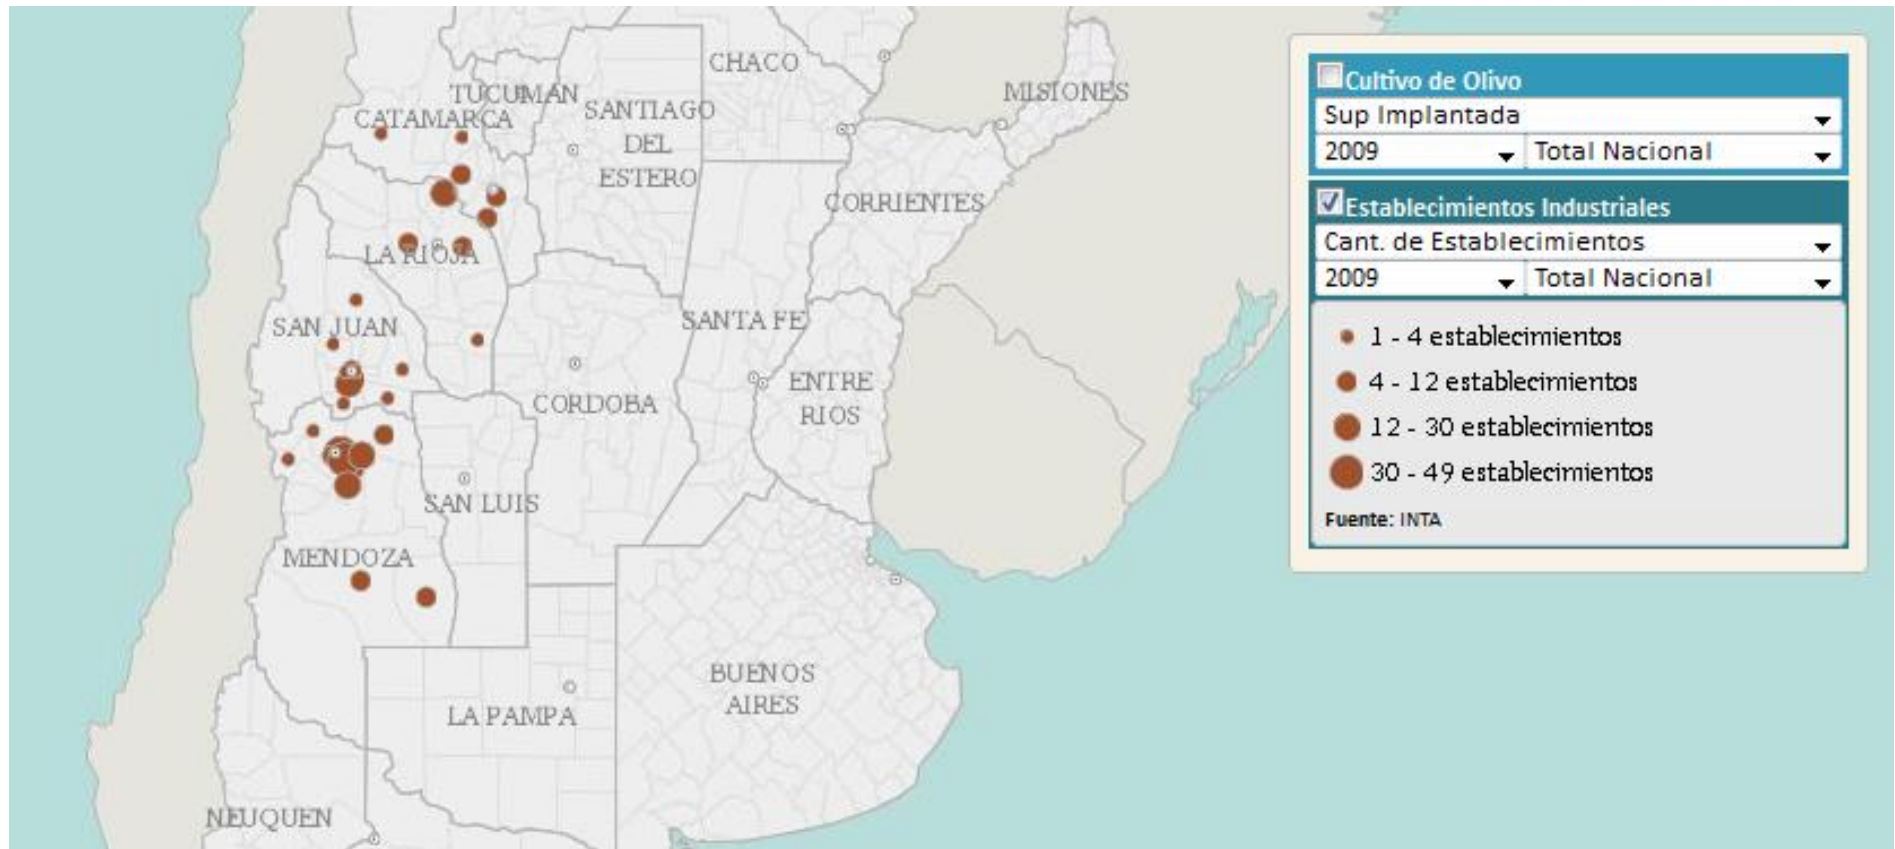 CHACO
MISIONES
TUCUMAN
CATAMARCA
SANTIAGO
DEL
ESTERO
CORRIENTES
LA RIOJA
SAN JUAN
SANTA FE
ENTRE
RIOS
CORDOBA
SAN LUIS
MENDOZA
BUENOS
AIRES
LA PAMPA
NEUQUEN
Cultivo de Olivo
Sup Implantada
2009 Total Nacional
Establecimientos Industriales
Cant. de Establecimientos
2009 Total Nacional
1 - 4 establecimientos
4 - 12 establecimientos
12 - 30 establecimientos
30 - 49 establecimientos
Fuente: INTA